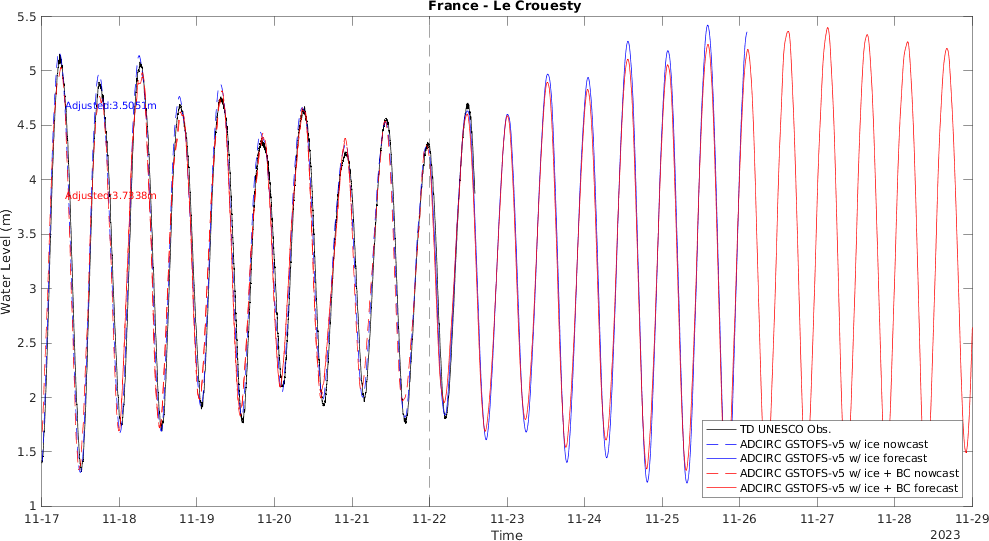 France - Le Crouesty
5.5
5
4.5
4
3.5
3
2.5
2
1.5
1
Water Level (m)
Adjusted:3.5051m
Adjusted:3.7338m
TD UNESCO Obs.
ADCIRC GSTOFS-v5 w/ ice nowcast
ADCIRC GSTOFS-v5 w/ ice forecast
ADCIRC GSTOFS-v5 w/ ice + BC nowcast
ADCIRC GSTOFS-v5 w/ ice + BC forecast
11-17 11-18 11-19 11-20 11-21 11-22 11-23 11-24 11-25 11-26 11-27 11-28 11-29
Time
2023